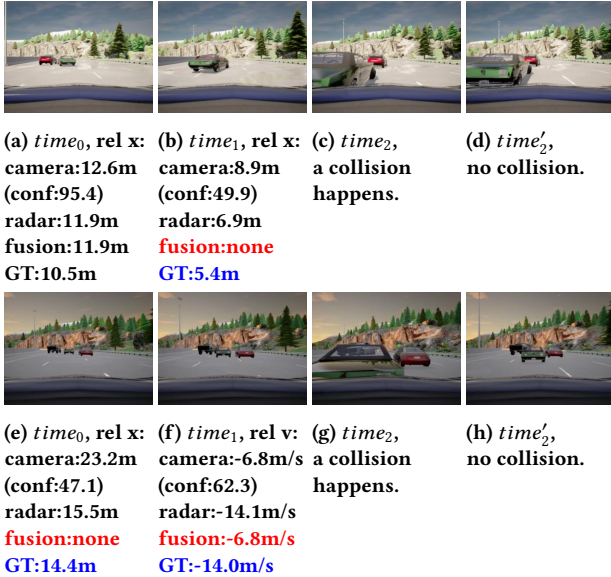 (a) time₀, rel x:
camera:12.6m
(conf:95.4)
radar:11.9m
fusion:11.9m
GT:10.5m
(b) time₁, rel x:
camera:8.9m
(conf:49.9)
radar:6.9m
fusion:none
GT:5.4m
(c) time₂,
a collision
happens.
(d) time′₂,
no collision.
(e) time₀, rel x:
camera:23.2m
(conf:47.1)
radar:15.5m
fusion:none
GT:14.4m
(f) time₁, rel v:
camera:-6.8m/s
(conf:62.3)
radar:-14.1m/s
fusion:-6.8m/s
GT:-14.0m/s
(g) time₂,
a collision
happens.
(h) time′₂,
no collision.